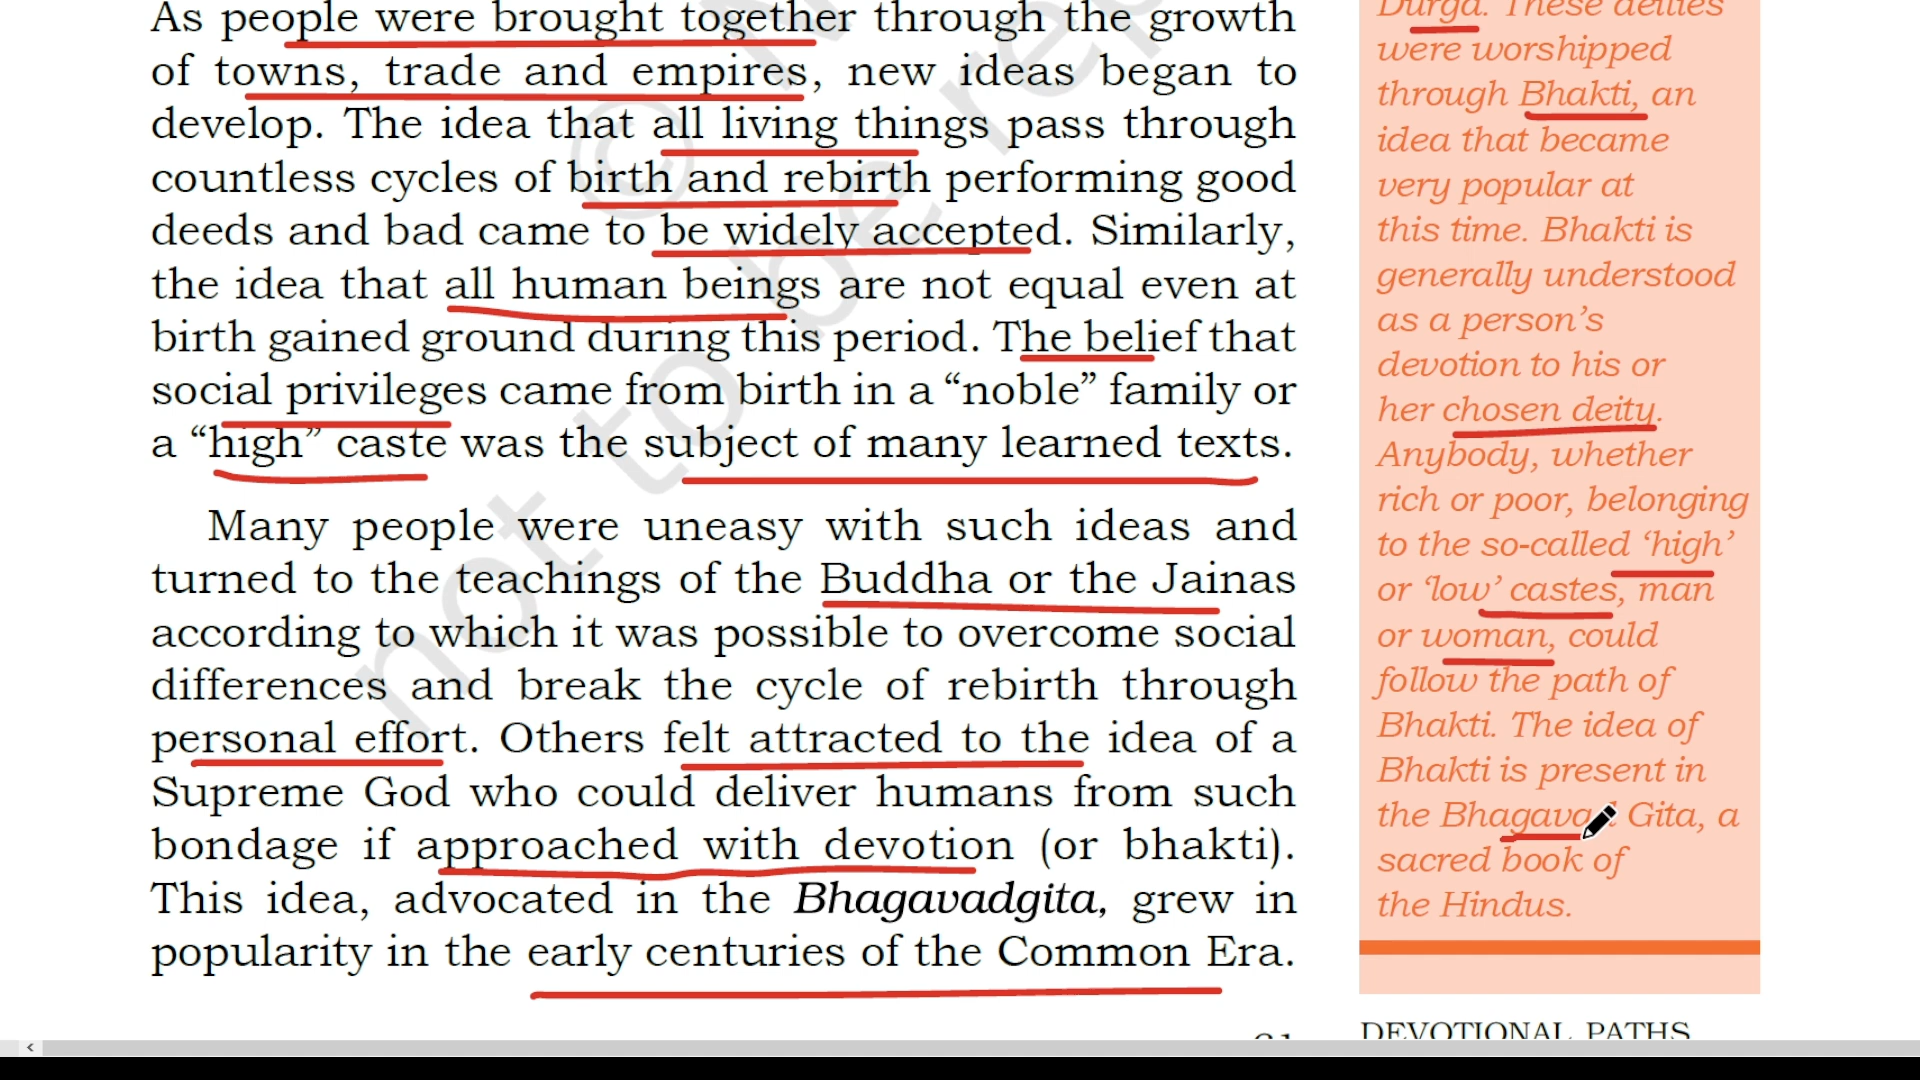 As people were brought together through the growth
of towns, trade and empires, new ideas began to
develop. The idea that all living things pass through
countless cycles of birth and rebirth performing good
deeds and bad came to be widely accepted. Similarly,
the idea that all human beings are not equal even at
birth gained ground during this period. The belief that
social privileges came from birth in a “noble” family or
a “high” caste was the subject of many learned texts.
Many people were uneasy with such ideas and
turned to the teachings of the Buddha or the Jainas
according to which it was possible to overcome social
differences and break the cycle of rebirth through
personal effort. Others felt attracted to the idea of a
Supreme God who could deliver humans from such
bondage if approached with devotion (or bhakti).
This idea, advocated in the Bhagavadgita, grew in
popularity in the early centuries of the Common Era.
Durga. These deities
were worshipped
through Bhakti, an
idea that became
very popular at
this time. Bhakti is
generally understood
as a person’s
devotion to his or
her chosen deity.
Anybody, whether
rich or poor, belonging
to the so-called ‘high’
or ‘low’ castes, man
or woman, could
follow the path of
Bhakti. The idea of
Bhakti is present in
the Bhagavad Gita, a
sacred book of
the Hindus.
DEVOTIONAL PATHS
not to be rep
©